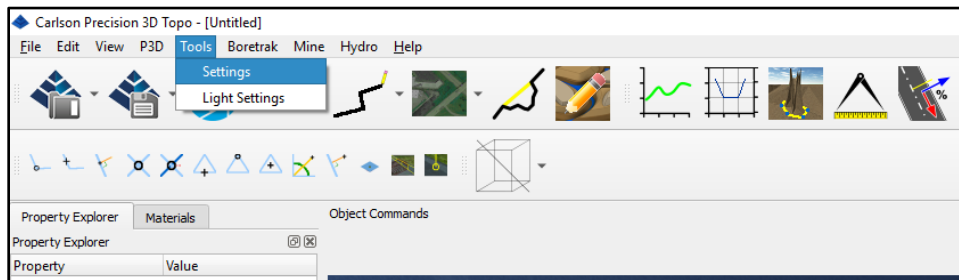 Carlson Precision 3D Topo - [Untitled]
File Edit View P3D Tools Boretrak Mine Hydro Help
Settings
Light Settings
%
Property Explorer Materials Object Commands
Property Explorer
Property Value